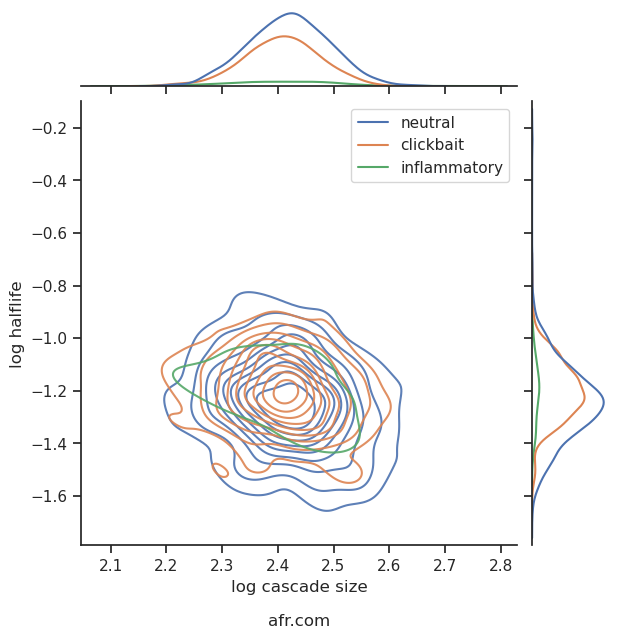 neutral
clickbait
inflammatory
−0.2
−0.4
−0.6
−0.8
−1.0
−1.2
−1.4
−1.6
log halflife
2.1 2.2 2.3 2.4 2.5 2.6 2.7 2.8
log cascade size
afr.com